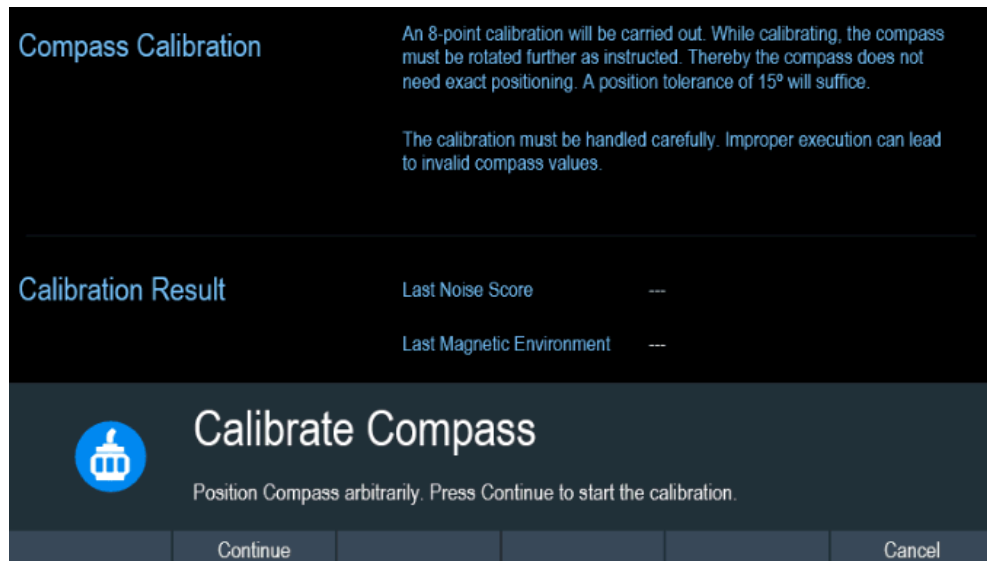 Compass Calibration
An 8-point calibration will be carried out. While calibrating, the compass
must be rotated further as instructed. Thereby the compass does not
need exact positioning. A position tolerance of 15º will suffice.
The calibration must be handled carefully. Improper execution can lead
to invalid compass values.
Calibration Result
Last Noise Score ---
Last Magnetic Environment ---
Calibrate Compass
Position Compass arbitrarily. Press Continue to start the calibration.
Continue Cancel